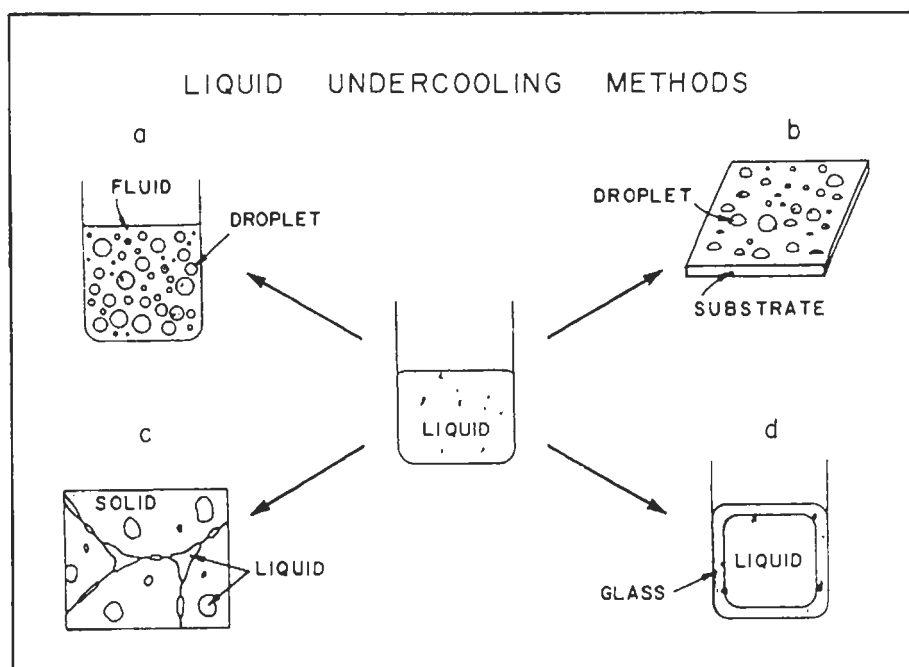 LIQUID UNDERCOOLING METHODS
a
FLUID
DROPLET
b
DROPLET
SUBSTRATE
LIQUID
c
SOLID
LIQUID
d
LIQUID
GLASS